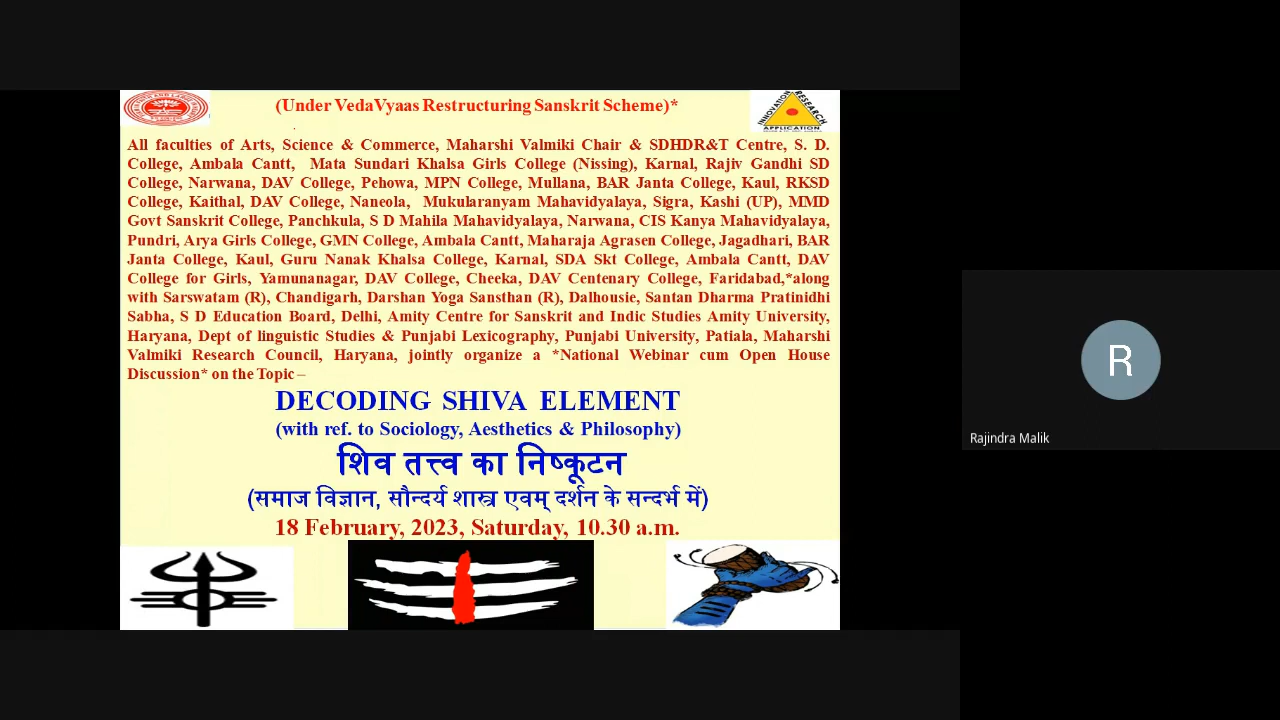 (Under VedaVyaas Restructuring Sanskrit Scheme)*
INNOVATION RESEARCH
APPLICATION
All faculties of Arts, Science & Commerce, Maharshi Valmiki Chair & SDHDR&T Centre, S. D.
College, Ambala Cantt, Mata Sundari Khalsa Girls College (Nissing), Karnal, Rajiv Gandhi SD
College, Narwana, DAV College, Pehowa, MPN College, Mullana, BAR Janta College, Kaul, RKSD
College, Kaithal, DAV College, Naneola, Mukularanyam Mahavidyalaya, Sigra, Kashi (UP), MMD
Govt Sanskrit College, Panchkula, S D Mahila Mahavidyalaya, Narwana, CIS Kanya Mahavidyalaya,
Pundri, Arya Girls College, GMN College, Ambala Cantt, Maharaja Agrasen College, Jagadhari, BAR
Janta College, Kaul, Guru Nanak Khalsa College, Karnal, SDA Skt College, Ambala Cantt, DAV
College for Girls, Yamunanagar, DAV College, Cheeka, DAV Centenary College, Faridabad,*along
with Sarswatam (R), Chandigarh, Darshan Yoga Sansthan (R), Dalhousie, Santan Dharma Pratinidhi
Sabha, S D Education Board, Delhi, Amity Centre for Sanskrit and Indic Studies Amity University,
Haryana, Dept of linguistic Studies & Punjabi Lexicography, Punjabi University, Patiala, Maharshi
Valmiki Research Council, Haryana, jointly organize a *National Webinar cum Open House
Discussion* on the Topic –
DECODING SHIVA ELEMENT
(with ref. to Sociology, Aesthetics & Philosophy)
शिव तत्त्व का निष्कूटन
(समाज विज्ञान, सौन्दर्य शास्त्र एवम् दर्शन के सन्दर्भ में)
18 February, 2023, Saturday, 10.30 a.m.
R
Rajindra Malik